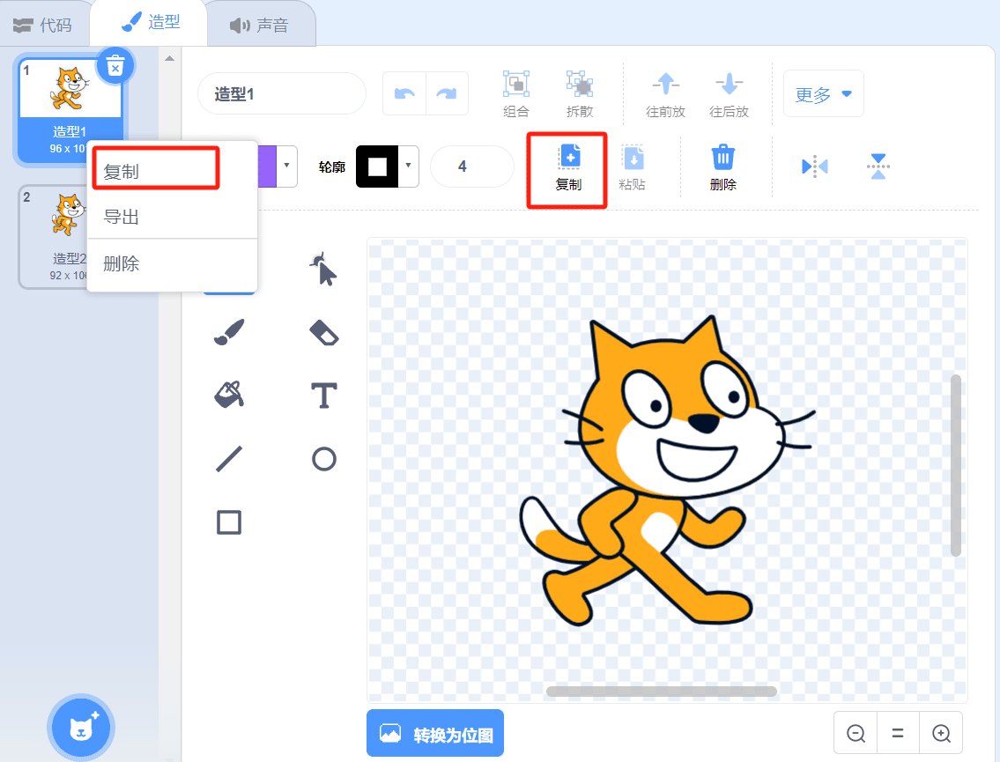 代码
造型
声音
1
造型1
96 x 10
2
造型2
92 x 10
复制
导出
删除
造型1
组合
拆散
往前放
往后放
更多
轮廓
4
复制
粘贴
删除
T
转换为位图